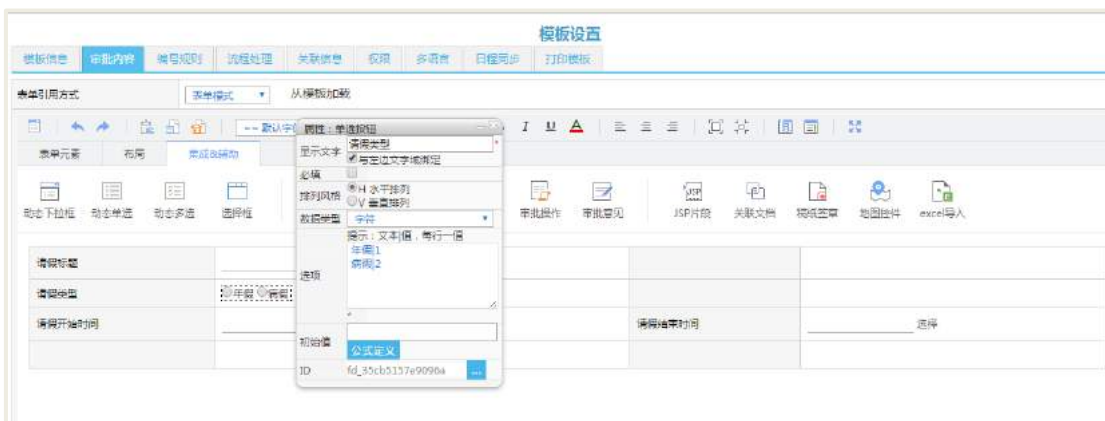 模板设置
模板信息 审批内容 编号规则 流程处理 关联信息 权限 多语言 日程同步 打印模板
表单引用方式 表单模式 从模板加载
-- 默认字 I U A
表单元素 布局 集成&辅助
动态下拉框 动态单选 动态多选 选择框 审批操作 审批意见 JSP片段 关联文档 稿纸签章 地图控件 excel导入
属性：单选按钮
显示文字 请假类型 *
与左边文字域绑定
必填
排列风格 H 水平排列
V 垂直排列
数据类型 字符
提示：文本|值，每行一值
选项 年假|1
病假|2
初始值
公式定义
ID fd_35cb5157e9096a ...
请假标题
请假类型 年假 病假
请假开始时间 请假结束时间 选择